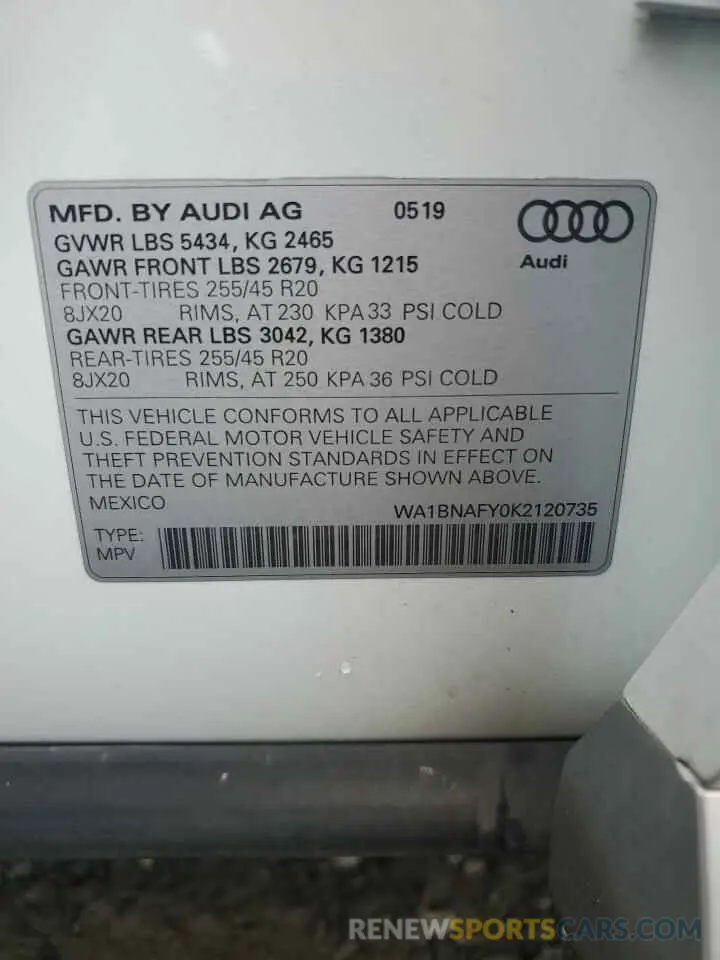 MFD. BY AUDI AG 0519
GVWR LBS 5434, KG 2465
GAWR FRONT LBS 2679, KG 1215
Audi
FRONT-TIRES 255/45 R20
8JX20 RIMS, AT 230 KPA 33 PSI COLD
GAWR REAR LBS 3042, KG 1380
REAR-TIRES 255/45 R20
8JX20 RIMS, AT 250 KPA 36 PSI COLD
THIS VEHICLE CONFORMS TO ALL APPLICABLE
U.S. FEDERAL MOTOR VEHICLE SAFETY AND
THEFT PREVENTION STANDARDS IN EFFECT ON
THE DATE OF MANUFACTURE SHOWN ABOVE.
MEXICO
WA1BNAFY0K2120735
TYPE:
MPV
RENEWSPORTSCARS.COM